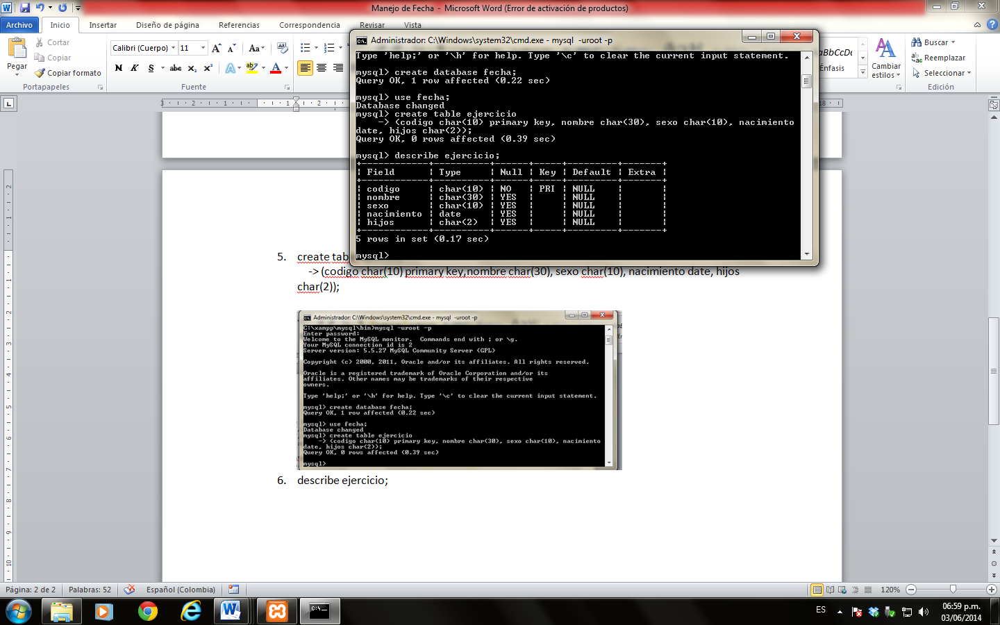 Manejo de Fecha - Microsoft Word (Error de activación de productos)
Archivo Inicio Insertar Diseño de página Referencias Correspondencia Revisar Vista
Pegar
Cortar
Copiar
Copiar formato
Portapapeles
Calibri (Cuerpo) 11
N K S abc x₂ x² A ab A
Fuente
Énfasis
Cambiar
estilos
Buscar
Reemplazar
Seleccionar
Edición
Administrador: C:\Windows\system32\cmd.exe - mysql -uroot -p
Type 'help;' or '\h' for help. Type '\c' to clear the current input statement.
mysql> create database fecha;
Query OK, 1 row affected (0.22 sec)
mysql> use fecha;
Database changed
mysql> create table ejercicio
    -> (codigo char(10) primary key, nombre char(30), sexo char(10), nacimiento
date, hijos char(2));
Query OK, 0 rows affected (0.39 sec)
mysql> describe ejercicio;
+------------+----------+------+-----+---------+-------+
| Field      | Type     | Null | Key | Default | Extra |
+------------+----------+------+-----+---------+-------+
| codigo     | char(10) | NO   | PRI | NULL    |       |
| nombre     | char(30) | YES  |     | NULL    |       |
| sexo       | char(10) | YES  |     | NULL    |       |
| nacimiento | date     | YES  |     | NULL    |       |
| hijos      | char(2)  | YES  |     | NULL    |       |
+------------+----------+------+-----+---------+-------+
5 rows in set (0.17 sec)
mysql>
5. create tab
-> (codigo char(10) primary key,nombre char(30), sexo char(10), nacimiento date, hijos
char(2));
Administrador: C:\Windows\system32\cmd.exe - mysql -uroot -p
C:\xampp\mysql\bin>mysql -uroot -p
Enter password:
Welcome to the MySQL monitor.  Commands end with ; or \g.
Your MySQL connection id is 2
Server version: 5.5.27 MySQL Community Server (GPL)
Copyright (c) 2000, 2011, Oracle and/or its affiliates. All rights reserved.
Oracle is a registered trademark of Oracle Corporation and/or its
affiliates. Other names may be trademarks of their respective
owners.
Type 'help;' or '\h' for help. Type '\c' to clear the current input statement.
mysql> create database fecha;
Query OK, 1 row affected (0.22 sec)
mysql> use fecha;
Database changed
mysql> create table ejercicio
    -> (codigo char(10) primary key, nombre char(30), sexo char(10), nacimiento
date, hijos char(2));
Query OK, 0 rows affected (0.39 sec)
mysql>
6. describe ejercicio;
Página: 2 de 2 Palabras: 52 Español (Colombia) 120%
ES 06:59 p.m.
03/06/2014